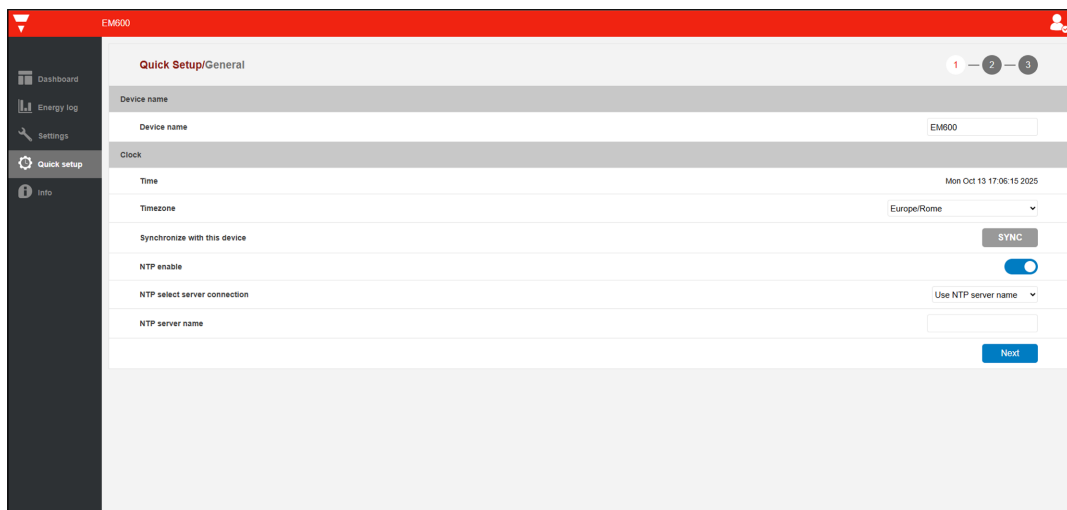 EM600
Dashboard
Energy log
Settings
Quick setup
Info
Quick Setup/General
1
2
3
Device name
Device name
EM600
Clock
Time
Mon Oct 13 17:06:15 2025
Timezone
Europe/Rome
Synchronize with this device
SYNC
NTP enable
NTP select server connection
Use NTP server name
NTP server name
Next